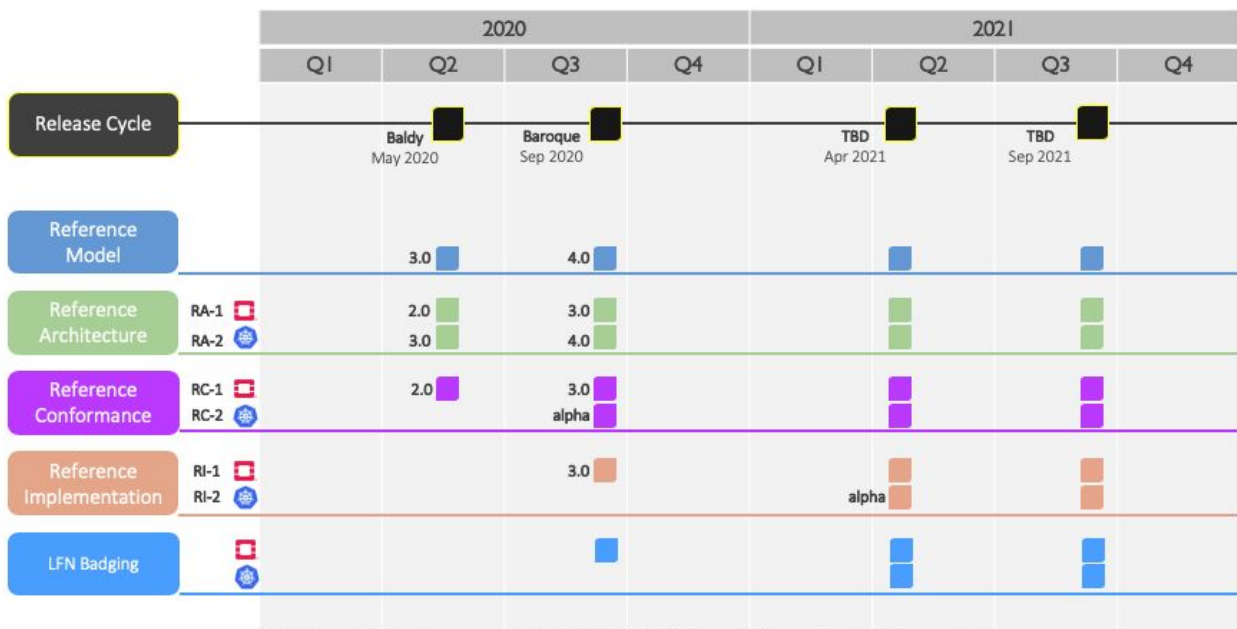 2020 2021
Q1 Q2 Q3 Q4 Q1 Q2 Q3 Q4
Release Cycle
Baldy Baroque TBD TBD
May 2020 Sep 2020 Apr 2021 Sep 2021
Reference
Model
3.0 4.0
Reference
Architecture
RA-1 2.0 3.0
RA-2 3.0 4.0
Reference
Conformance
RC-1 2.0 3.0
RC-2 alpha
Reference
Implementation
RI-1 3.0
RI-2 alpha
LFN Badging